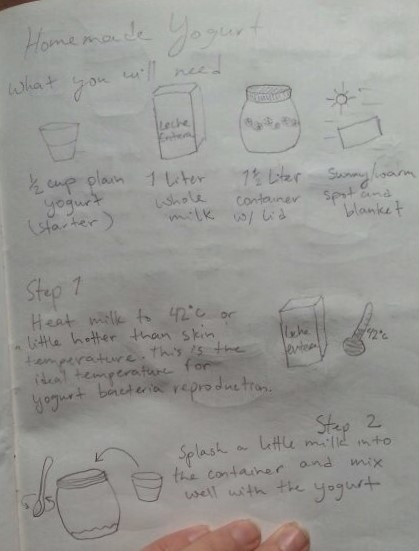 Homemade Yogurt
What you will need
Leche
Entera
1/2 cup plain
yogurt
(starter)
1 Liter
whole
milk
1 1/2 Liter
container
w/ Lid
Sunny/warm
spot and
blanket
Step 1
Heat milk to 42°C or
a little hotter than skin
temperature. This is the
ideal temperature for
yogurt bacteria reproduction.
Leche
Entera
42°C
Step 2
Splash a little milk into
the container and mix
well with the yogurt